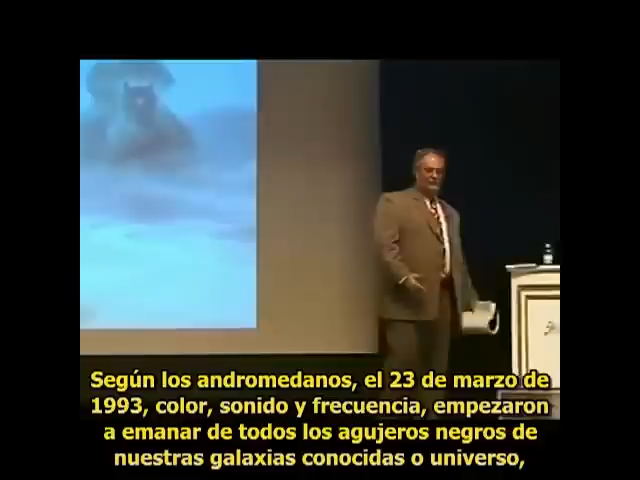 Según los andromedanos, el 23 de marzo de
1993, color, sonido y frecuencia, empezaron
a emanar de todos los agujeros negros de
nuestras galaxias conocidas o universo,